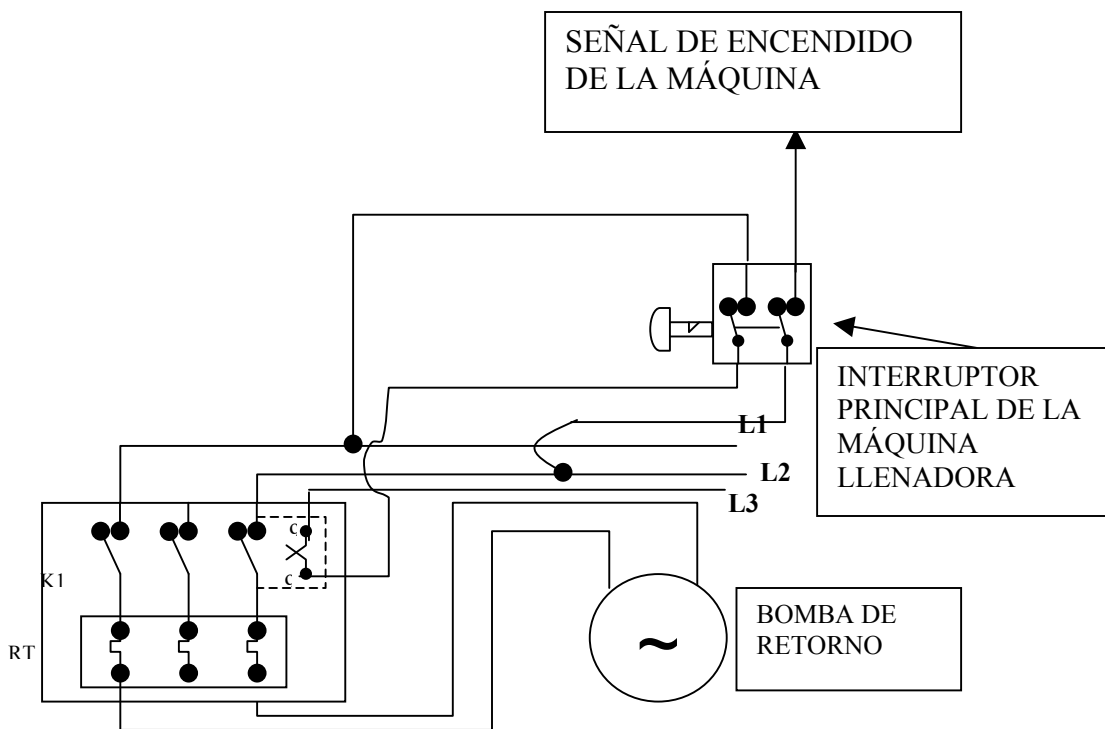 SEÑAL DE ENCENDIDO
DE LA MÁQUINA
INTERRUPTOR
PRINCIPAL DE LA
MÁQUINA
LLENADORA
L1
L2
L3
C
C
K1
RT
~
BOMBA DE
RETORNO